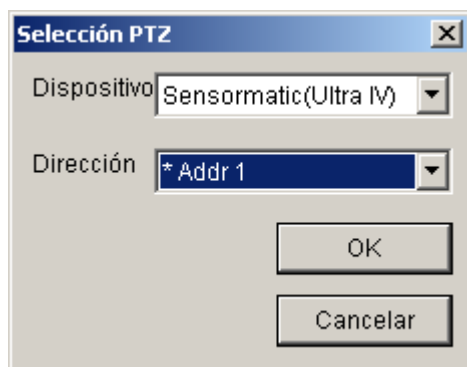 Selección PTZ
Dispositivo Sensormatic(Ultra IV)
Dirección * Addr 1
OK
Cancelar